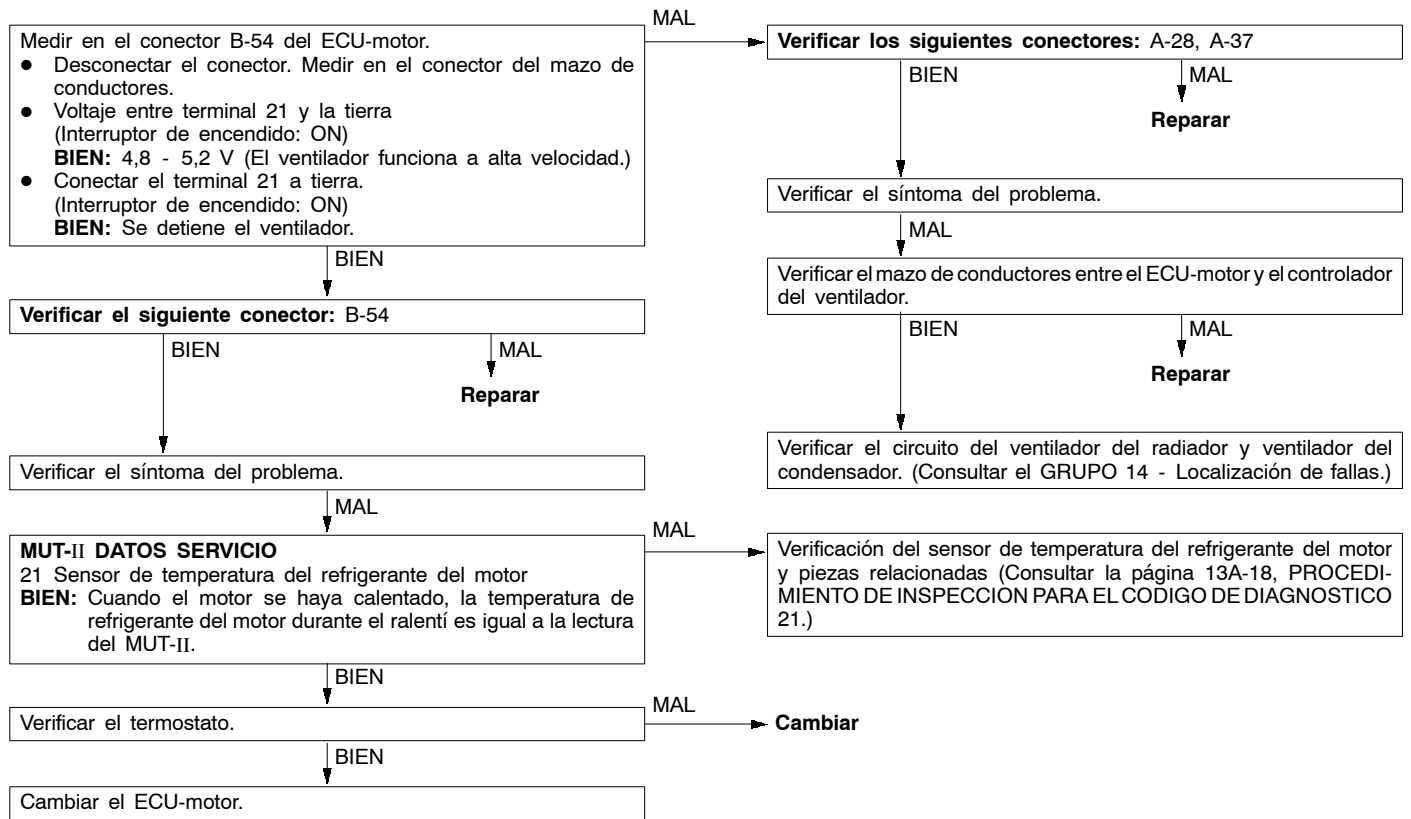 Medir en el conector B-54 del ECU-motor.
● Desconectar el conector. Medir en el conector del mazo de
conductores.
● Voltaje entre terminal 21 y la tierra
(Interruptor de encendido: ON)
BIEN: 4,8 - 5,2 V (El ventilador funciona a alta velocidad.)
● Conectar el terminal 21 a tierra.
(Interruptor de encendido: ON)
BIEN: Se detiene el ventilador.
MAL
Verificar los siguientes conectores: A-28, A-37
BIEN
MAL
Reparar
Verificar el síntoma del problema.
MAL
Verificar el mazo de conductores entre el ECU-motor y el controlador
del ventilador.
BIEN
MAL
Reparar
Verificar el circuito del ventilador del radiador y ventilador del
condensador. (Consultar el GRUPO 14 - Localización de fallas.)
BIEN
Verificar el siguiente conector: B-54
BIEN
MAL
Reparar
Verificar el síntoma del problema.
MAL
MUT-II DATOS SERVICIO
21 Sensor de temperatura del refrigerante del motor
BIEN: Cuando el motor se haya calentado, la temperatura de
refrigerante del motor durante el ralentí es igual a la lectura
del MUT-II.
MAL
Verificación del sensor de temperatura del refrigerante del motor
y piezas relacionadas (Consultar la página 13A-18, PROCEDI-
MIENTO DE INSPECCION PARA EL CODIGO DE DIAGNOSTICO
21.)
BIEN
Verificar el termostato.
MAL
Cambiar
BIEN
Cambiar el ECU-motor.